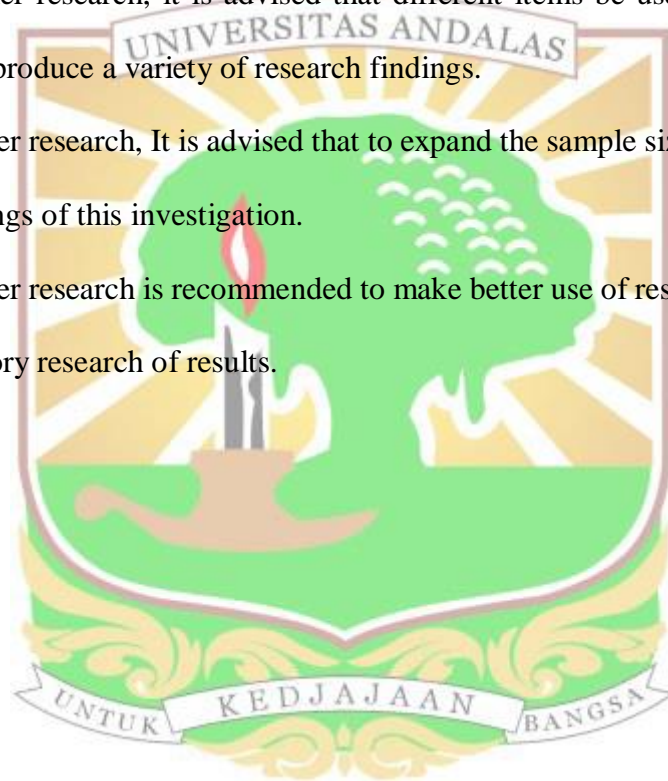 er research, it is advised that different items be use
UNIVERSITAS ANDALAS
produce a variety of research findings.
er research, It is advised that to expand the sample si
ngs of this investigation.
er research is recommended to make better use of res
ory research of results.
UNTUK KEDJAJAAN BANGSA